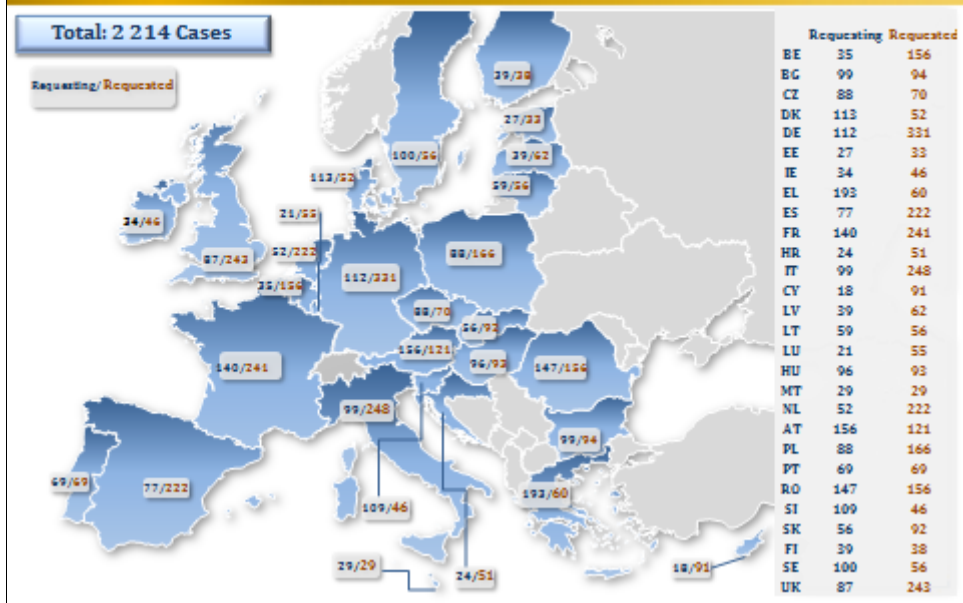 Total: 2 214 Cases
Requesting/Requested
39/38
27/33
39/62
59/56
100/56
113/52
34/46
21/55
52/222
87/243
35/156
112/331
88/166
88/70
56/92
156/121
96/93
147/156
140/241
99/248
99/94
69/69
77/222
109/46
193/60
29/29
24/51
18/91
Requesting Requested
BE 35 156
BG 99 94
CZ 88 70
DK 113 52
DE 112 331
EE 27 33
IE 34 46
EL 193 60
ES 77 222
FR 140 241
HR 24 51
IT 99 248
CY 18 91
LV 39 62
LT 59 56
LU 21 55
HU 96 93
MT 29 29
NL 52 222
AT 156 121
PL 88 166
PT 69 69
RO 147 156
SI 109 46
SK 56 92
FI 39 38
SE 100 56
UK 87 243